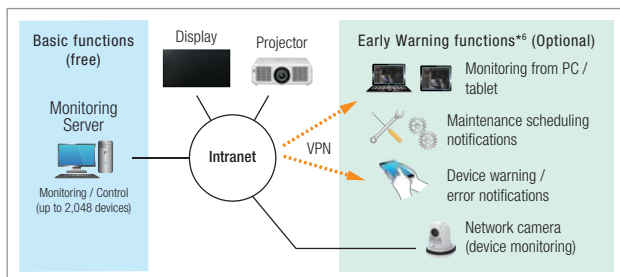 Basic functions
(free)
Monitoring
Server
Monitoring / Control
(up to 2,048 devices)
Display
Projector
Intranet
VPN
Early Warning functions*6 (Optional)
Monitoring from PC /
tablet
Maintenance scheduling
notifications
Device warning /
error notifications
Network camera
(device monitoring)